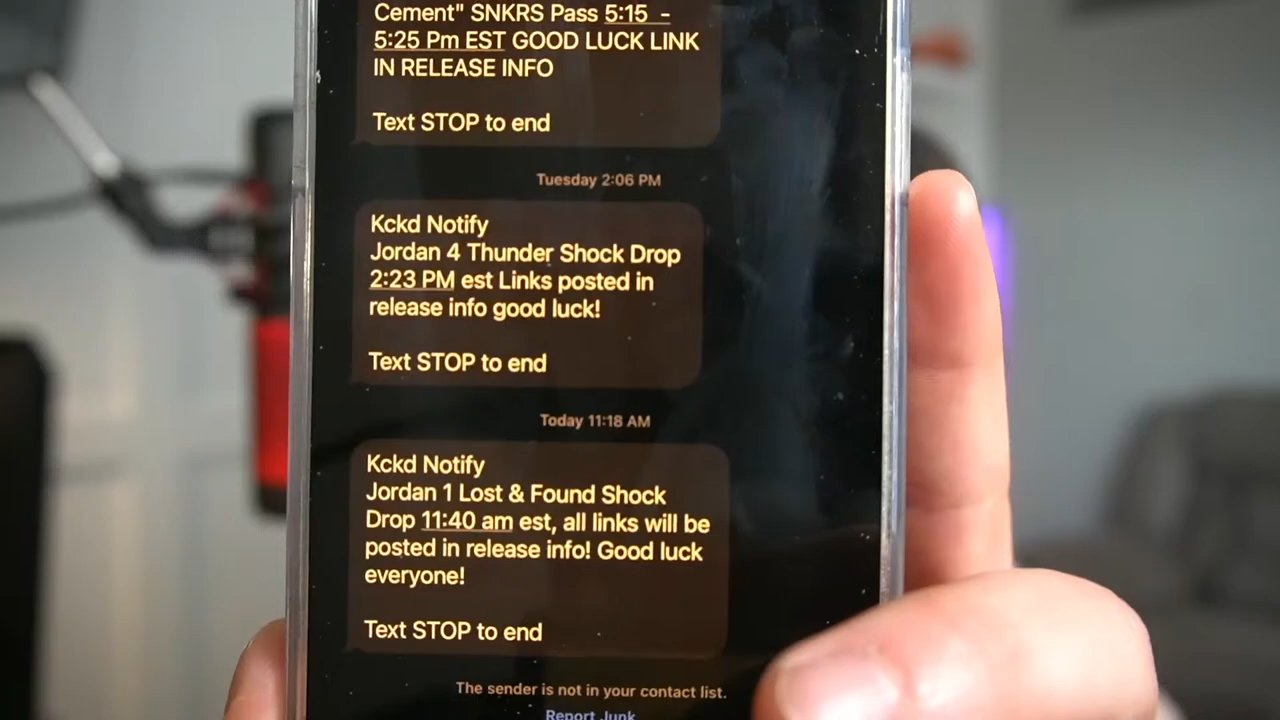 Cement" SNKRS Pass 5:15 -
5:25 Pm EST GOOD LUCK LINK
IN RELEASE INFO
Text STOP to end
Tuesday 2:06 PM
Kckd Notify
Jordan 4 Thunder Shock Drop
2:23 PM est Links posted in
release info good luck!
Text STOP to end
Today 11:18 AM
Kckd Notify
Jordan 1 Lost & Found Shock
Drop 11:40 am est, all links will be
posted in release info! Good luck
everyone!
Text STOP to end
The sender is not in your contact list.
Report Junk